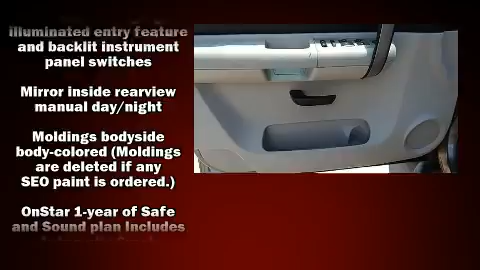 illuminated entry feature
and backlit instrument
panel switches
Mirror inside rearview
manual day/night
Moldings bodyside
body-colored (Moldings
are deleted if any
SEO paint is ordered.)
OnStar 1-year of Safe
and Sound plan Includes